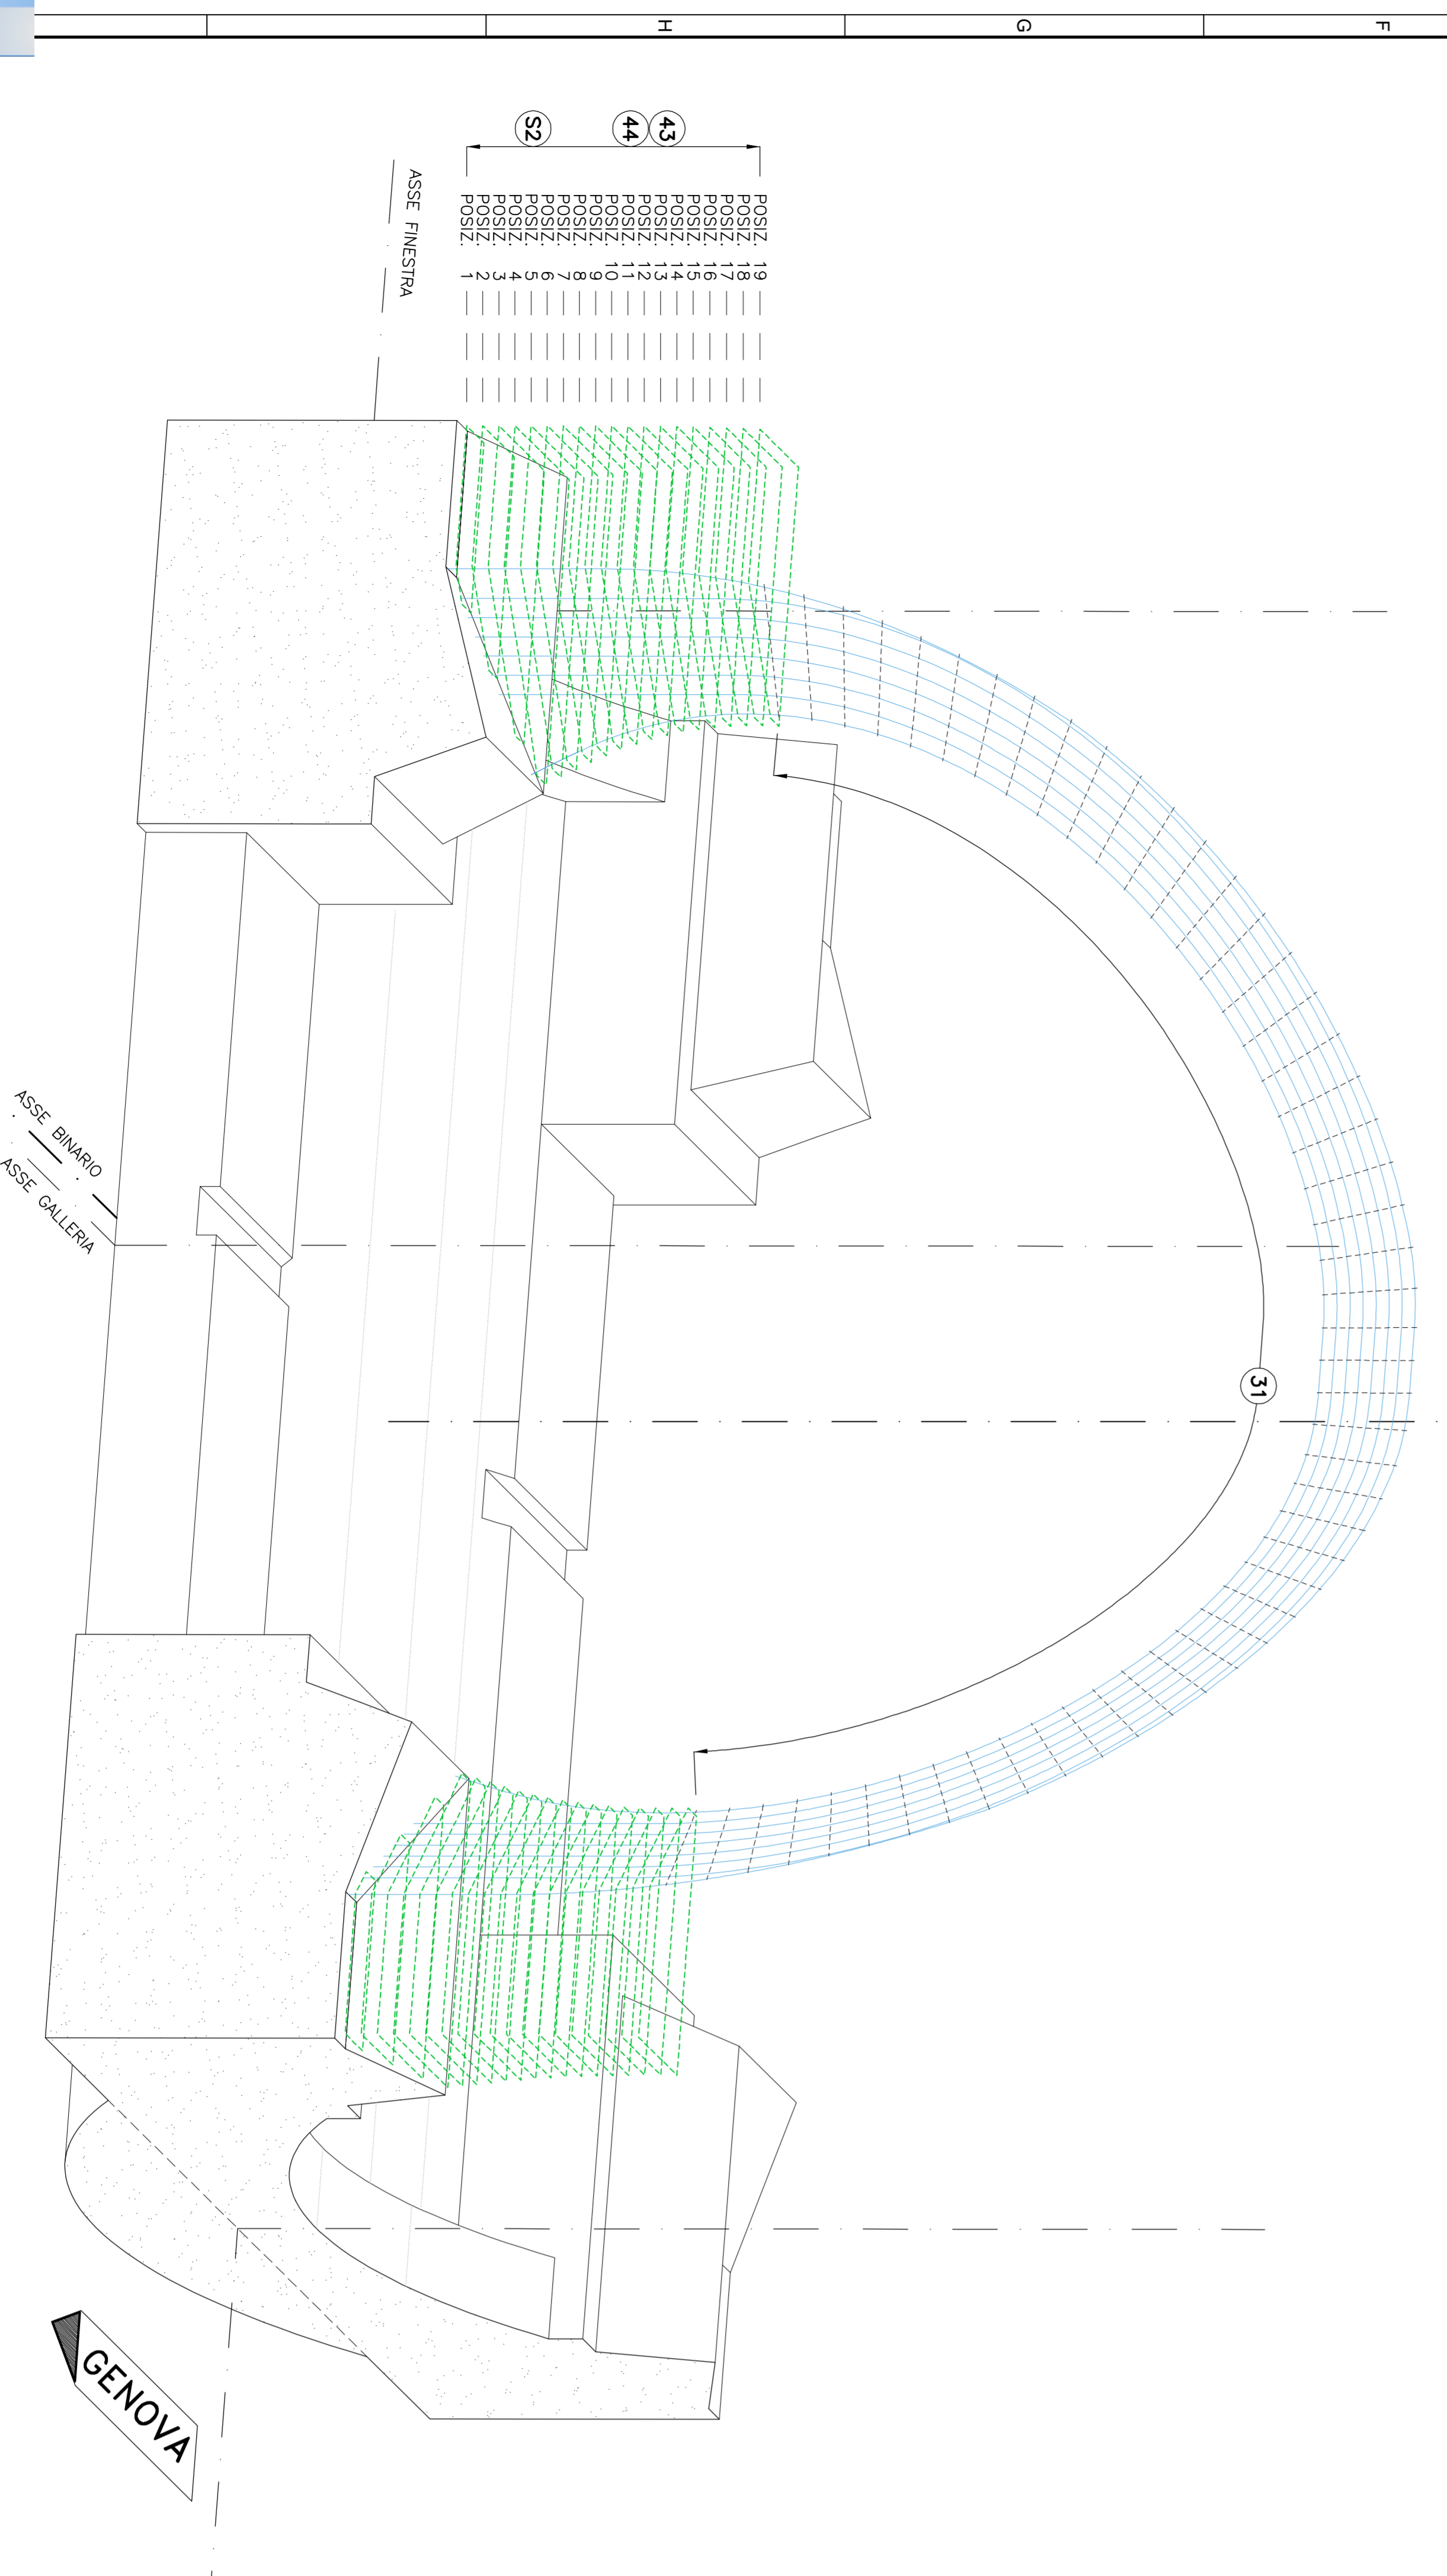 H
G
F
S2
44
43
POSIZ. 19
POSIZ. 18
POSIZ. 17
POSIZ. 16
POSIZ. 15
POSIZ. 14
POSIZ. 13
POSIZ. 12
POSIZ. 11
POSIZ. 10
POSIZ. 9
POSIZ. 8
POSIZ. 7
POSIZ. 6
POSIZ. 5
POSIZ. 4
POSIZ. 3
POSIZ. 2
POSIZ. 1
ASSE FINESTRA
31
ASSE BINARIO
ASSE GALLERIA
GENOVA